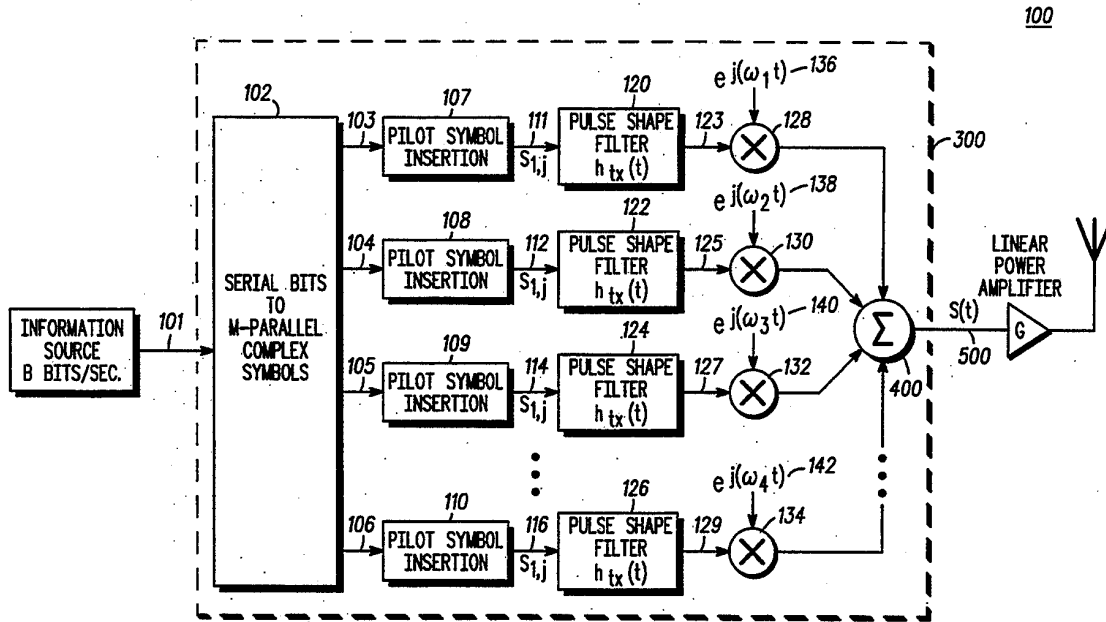 100
102
103
107
PILOT SYMBOL
INSERTION
111
S1,j
120
PULSE SHAPE
FILTER
h tx (t)
123
e j(ω1t)
136
128
300
104
108
PILOT SYMBOL
INSERTION
112
S1,j
122
PULSE SHAPE
FILTER
h tx (t)
125
e j(ω2t)
138
130
SERIAL BITS
TO
M-PARALLEL
COMPLEX
SYMBOLS
INFORMATION
SOURCE
B BITS/SEC.
101
105
109
PILOT SYMBOL
INSERTION
114
S1,j
124
PULSE SHAPE
FILTER
h tx (t)
127
e j(ω3t)
140
132
Σ
400
S(t)
500
LINEAR
POWER
AMPLIFIER
G
106
110
PILOT SYMBOL
INSERTION
116
S1,j
126
PULSE SHAPE
FILTER
h tx (t)
129
e j(ω4t)
142
134